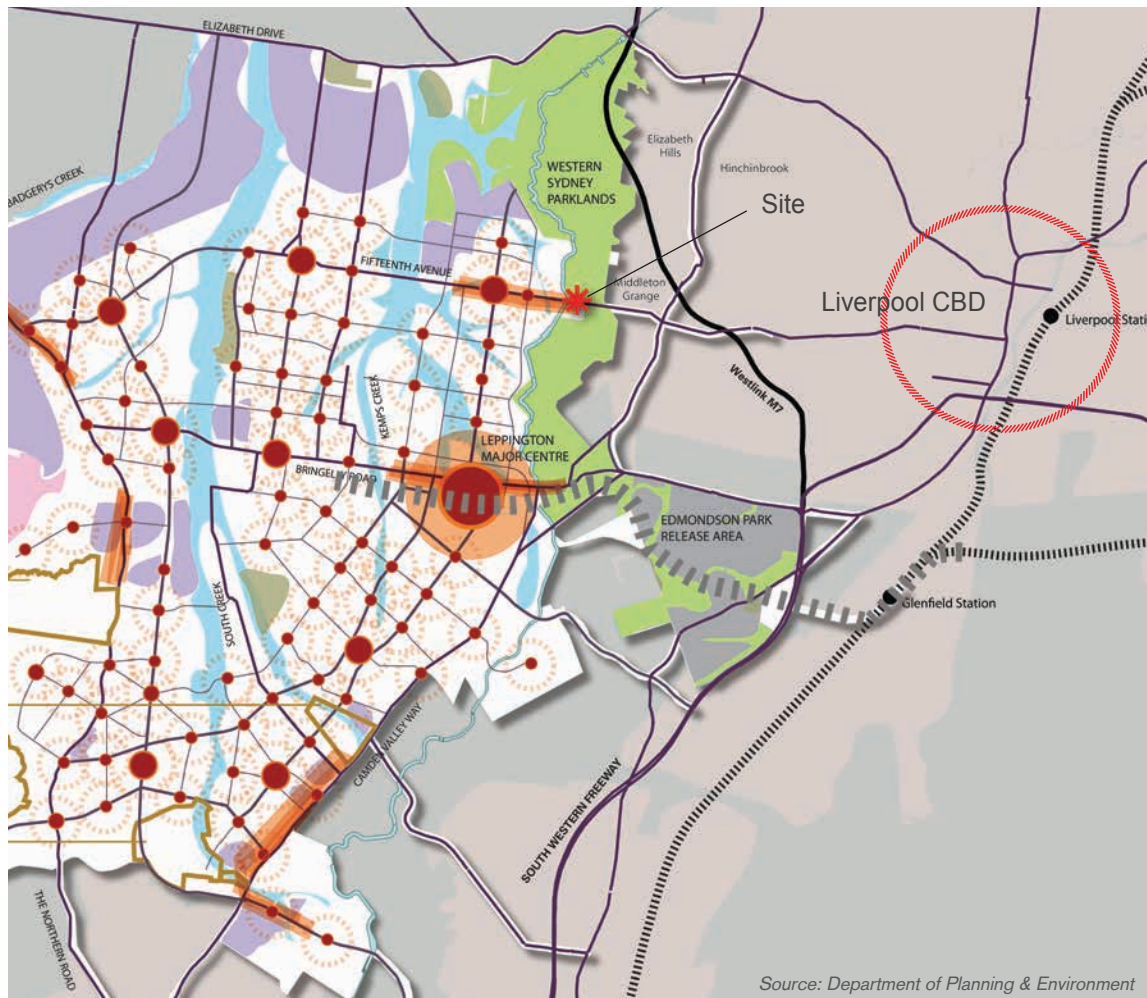 ELIZABETH DRIVE
BADGERYS CREEK
WESTERN
SYDNEY
PARKLANDS
Elizabeth
Hills
Hinchinbrook
Site
FIFTEENTH AVENUE
Middleton
Grange
Liverpool CBD
Liverpool Stati
Westlink M7
KEMPS CREEK
LEPPINGTON
MAJOR CENTRE
BRINGELLY ROAD
EDMONDSON PARK
RELEASE AREA
Glenfield Station
SOUTH CREEK
CAMDEN VALLEY WAY
SOUTH WESTERN FREEWAY
THE NORTHERN ROAD
Source: Department of Planning & Environment